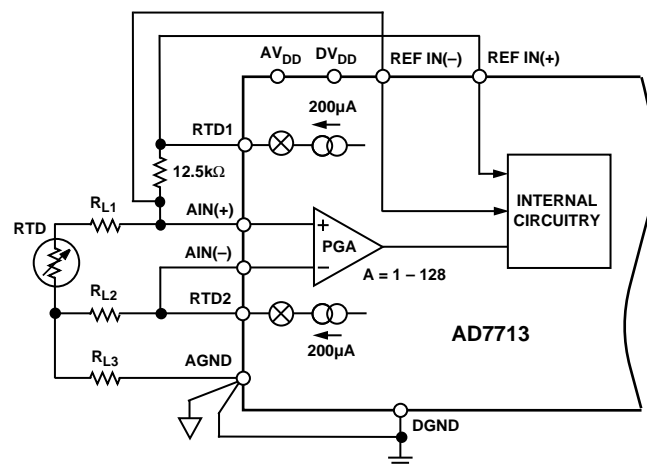 AVDD DVDD REF IN(–) REF IN(+)
200µA
RTD1
12.5kΩ
INTERNAL
CIRCUITRY
RL1
AIN(+)
RTD
+
PGA
–
AIN(–)
A = 1 – 128
RL2
RTD2
200µA
AD7713
RL3
AGND
DGND